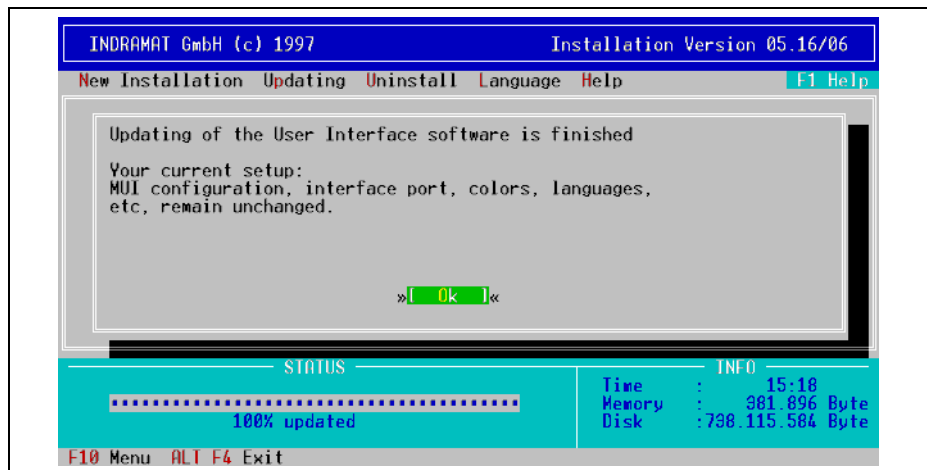 INDRAMAT GmbH (c) 1997 Installation Version 05.16/06
New Installation Updating Uninstall Language Help F1 Help
Updating of the User Interface software is finished
Your current setup:
MUI configuration, interface port, colors, languages,
etc, remain unchanged.
»[ Ok ]«
STATUS
100% updated
INFO
Time : 15:18
Memory : 381.896 Byte
Disk :738.115.584 Byte
F10 Menu ALT F4 Exit